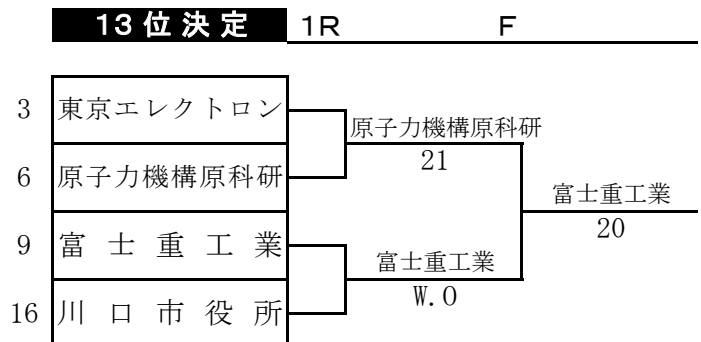 13位決定 1R F
3 東京エレクトロン
原子力機構原科研
21
6 原子力機構原科研
富士重工業
20
9 富士重工業
富士重工業
W.O
16 川口市役所